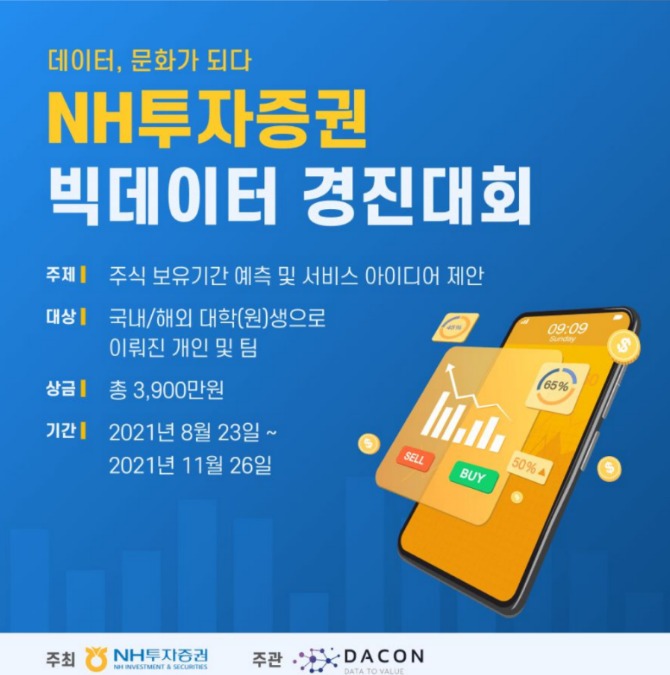 데이터, 문화가 되다
NH투자증권
빅데이터 경진대회
주제 주식 보유기간 예측 및 서비스 아이디어 제안
대상 국내/해외 대학(원)생으로
이뤄진 개인 및 팀
상금 총 3,900만원
기간 2021년 8월 23일 ~
2021년 11월 26일
09:09
Sunday
65%
SELL
BUY
50%▲
주최 NH투자증권
NH INVESTMENT & SECURITIES
주관 DACON
DATA TO VALUE